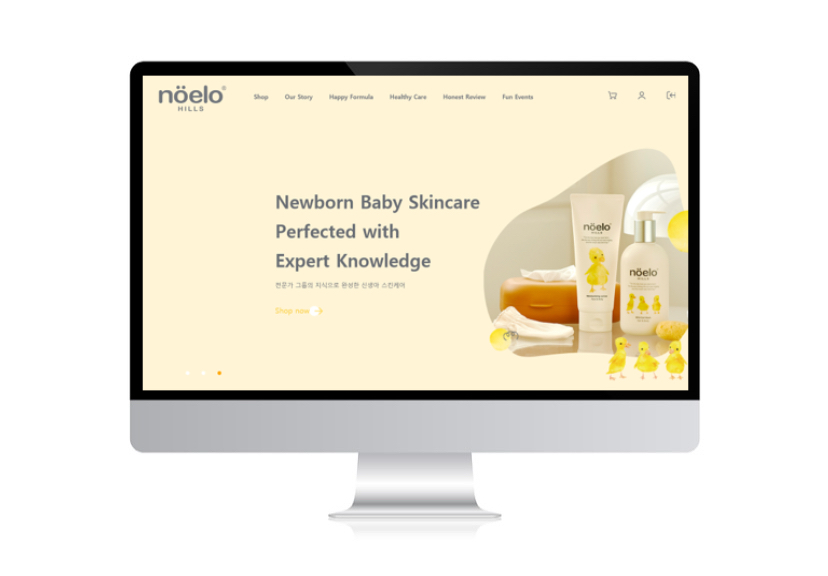 nöelo®
HILLS
Shop Our Story Happy Formula Healthy Care Honest Review Fun Events
Newborn Baby Skincare
Perfected with
Expert Knowledge
전문가 그룹의 지식으로 완성한 신생아 스킨케어
Shop now
nöelo
HILLS
nöelo
HILLS